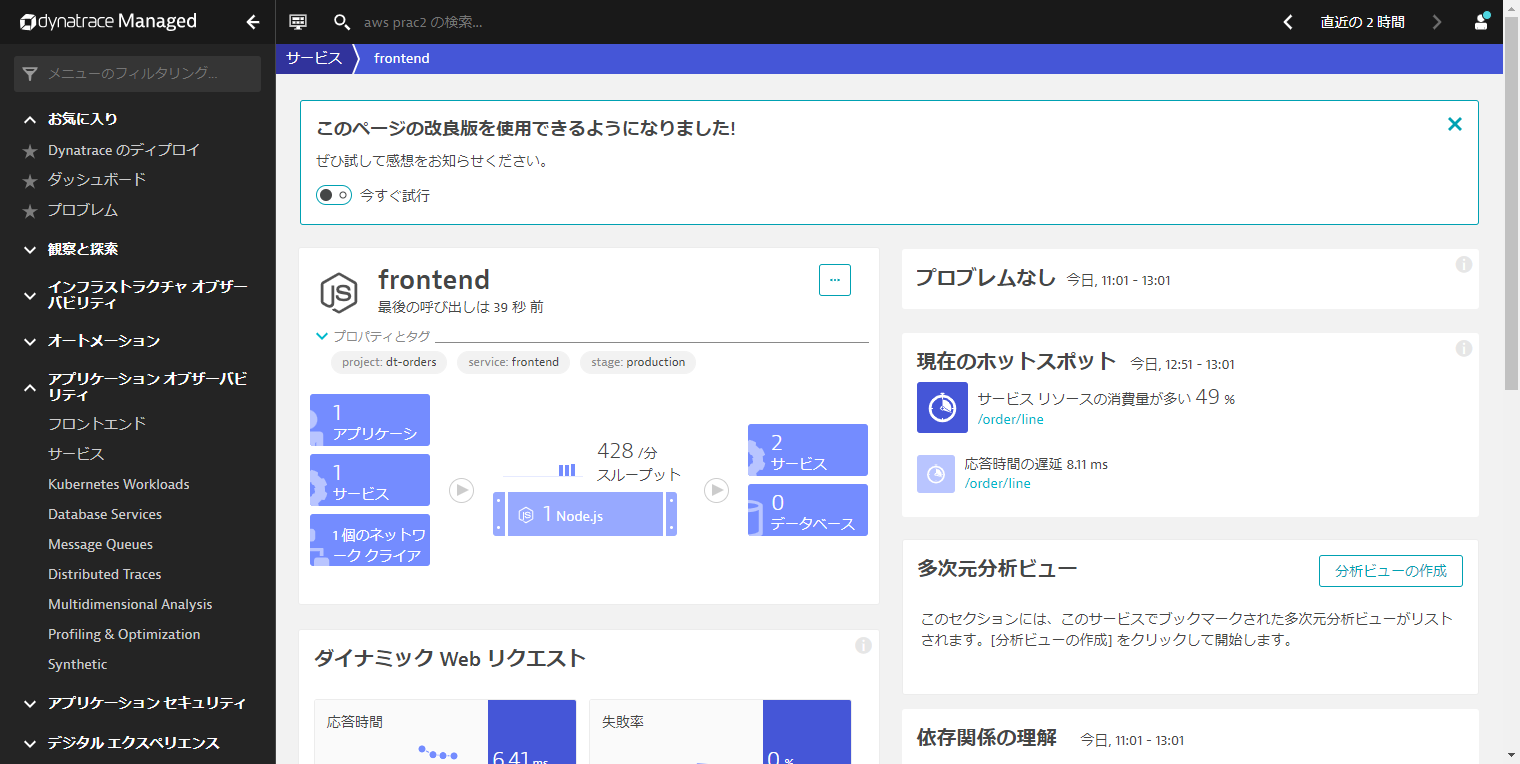 dynatrace Managed
aws prac2 の検索...
直近の 2 時間
メニューのフィルタリング...
お気に入り
Dynatrace のディプロイ
ダッシュボード
プロブレム
観察と探索
インフラストラクチャ オブザー
バビリティ
オートメーション
アプリケーション オブザーバビ
リティ
フロントエンド
サービス
Kubernetes Workloads
Database Services
Message Queues
Distributed Traces
Multidimensional Analysis
Profiling & Optimization
Synthetic
アプリケーション セキュリティ
デジタル エクスペリエンス
サービス
frontend
このページの改良版を使用できるようになりました!
ぜひ試して感想をお知らせください。
今すぐ試行
JS
frontend
最後の呼び出しは 39 秒 前
...
プロパティとタグ
project: dt-orders
service: frontend
stage: production
1
アプリケーシ
1
サービス
1 個のネットワ
ーク クライア
428 /分
スループット
1 Node.js
2
サービス
0
データベース
ダイナミック Web リクエスト
応答時間
6.41 ms
失敗率
0 %
プロブレムなし 今日, 11:01 - 13:01
現在のホットスポット 今日, 12:51 - 13:01
サービス リソースの消費量が多い 49 %
/order/line
応答時間の遅延 8.11 ms
/order/line
多次元分析ビュー
分析ビューの作成
このセクションには、このサービスでブックマークされた多次元分析ビューがリスト
されます。[分析ビューの作成] をクリックして開始します。
依存関係の理解 今日, 11:01 - 13:01